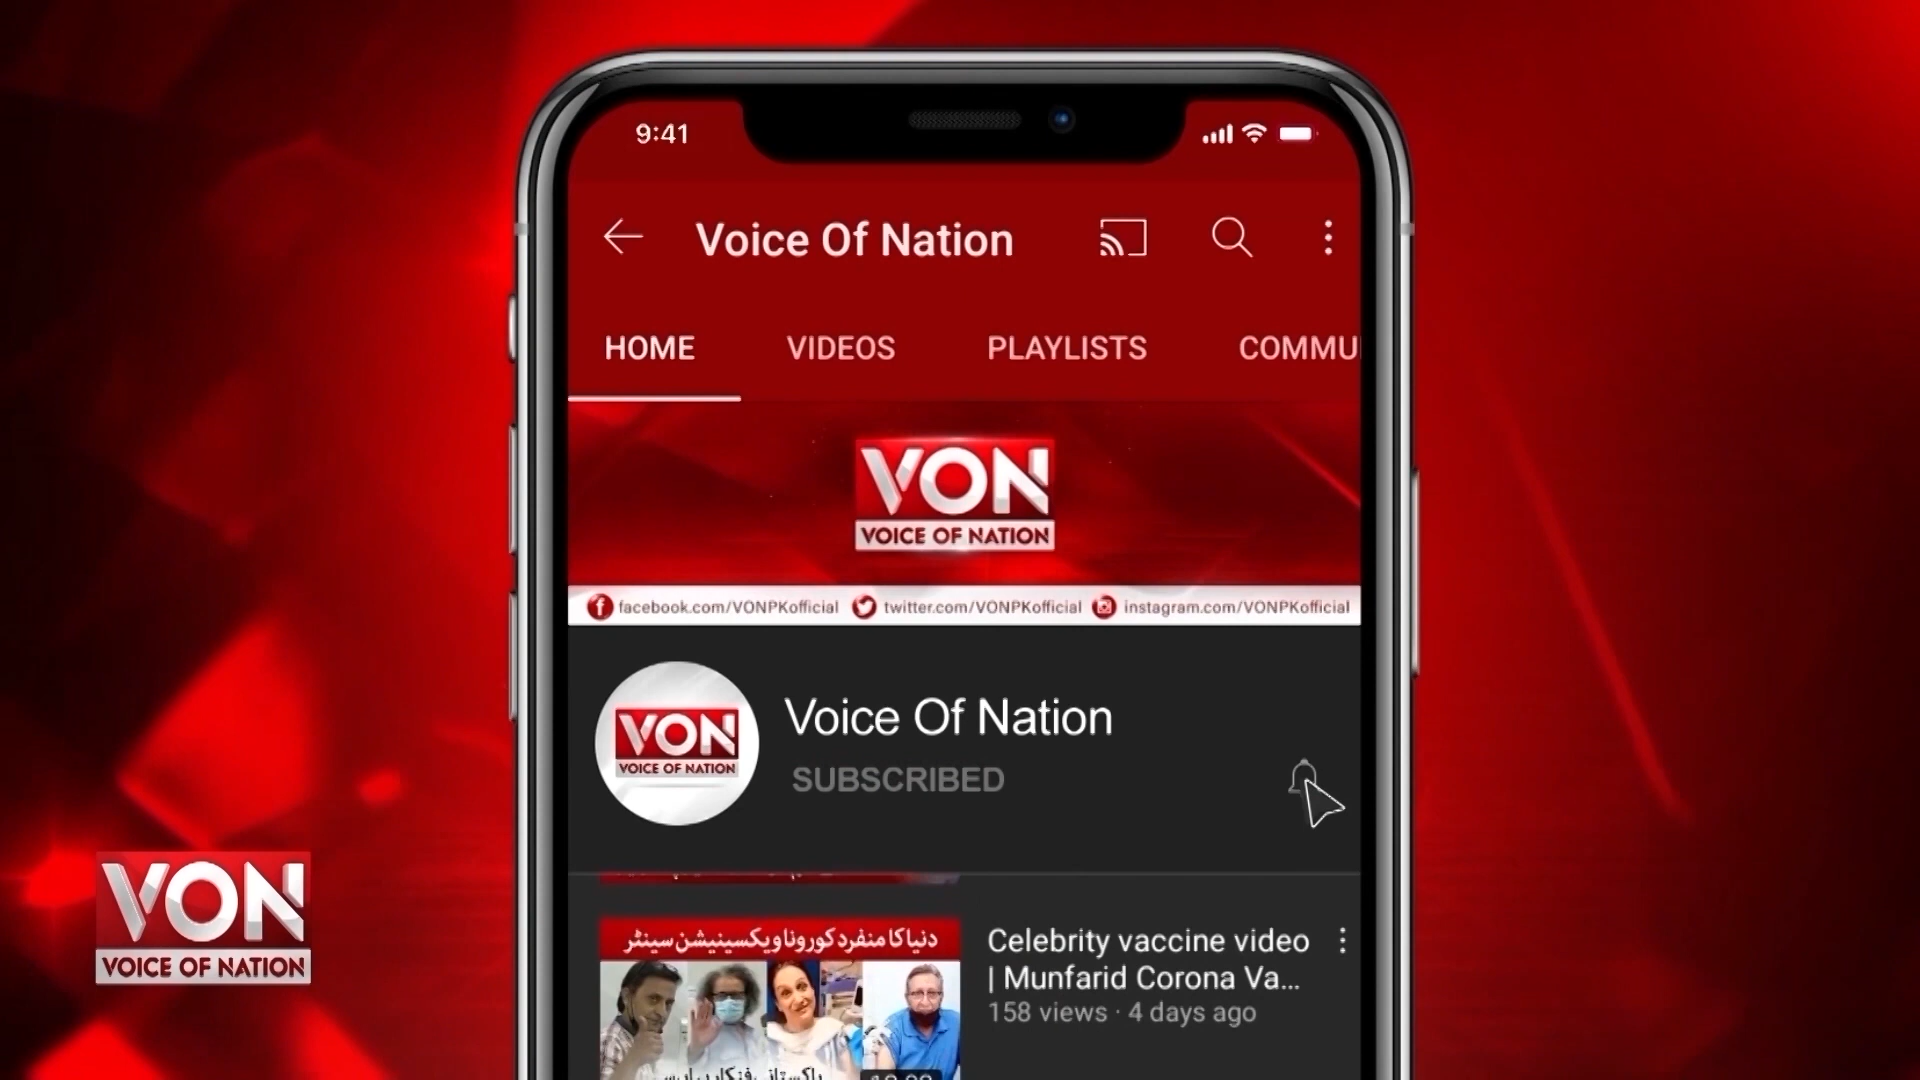 9:41
Voice Of Nation
HOME VIDEOS PLAYLISTS COMMU
VON
VOICE OF NATION
facebook.com/VONPKofficial twitter.com/VONPKofficial instagram.com/VONPKofficial
VON
VOICE OF NATION
Voice Of Nation
SUBSCRIBED
VON
VOICE OF NATION
دنیا کا منفرد کورونا ویکسینیشن سینٹر
Celebrity vaccine video
| Munfarid Corona Va...
158 views · 4 days ago